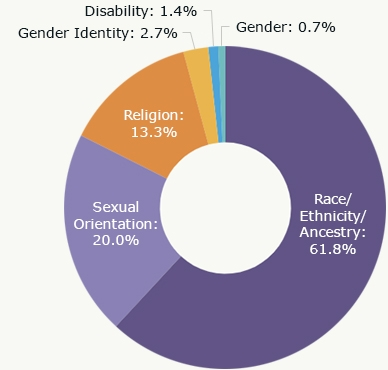 Disability: 1.4%
Gender Identity: 2.7%
Gender: 0.7%
Religion:
13.3%
Sexual
Orientation:
20.0%
Race/
Ethnicity/
Ancestry:
61.8%